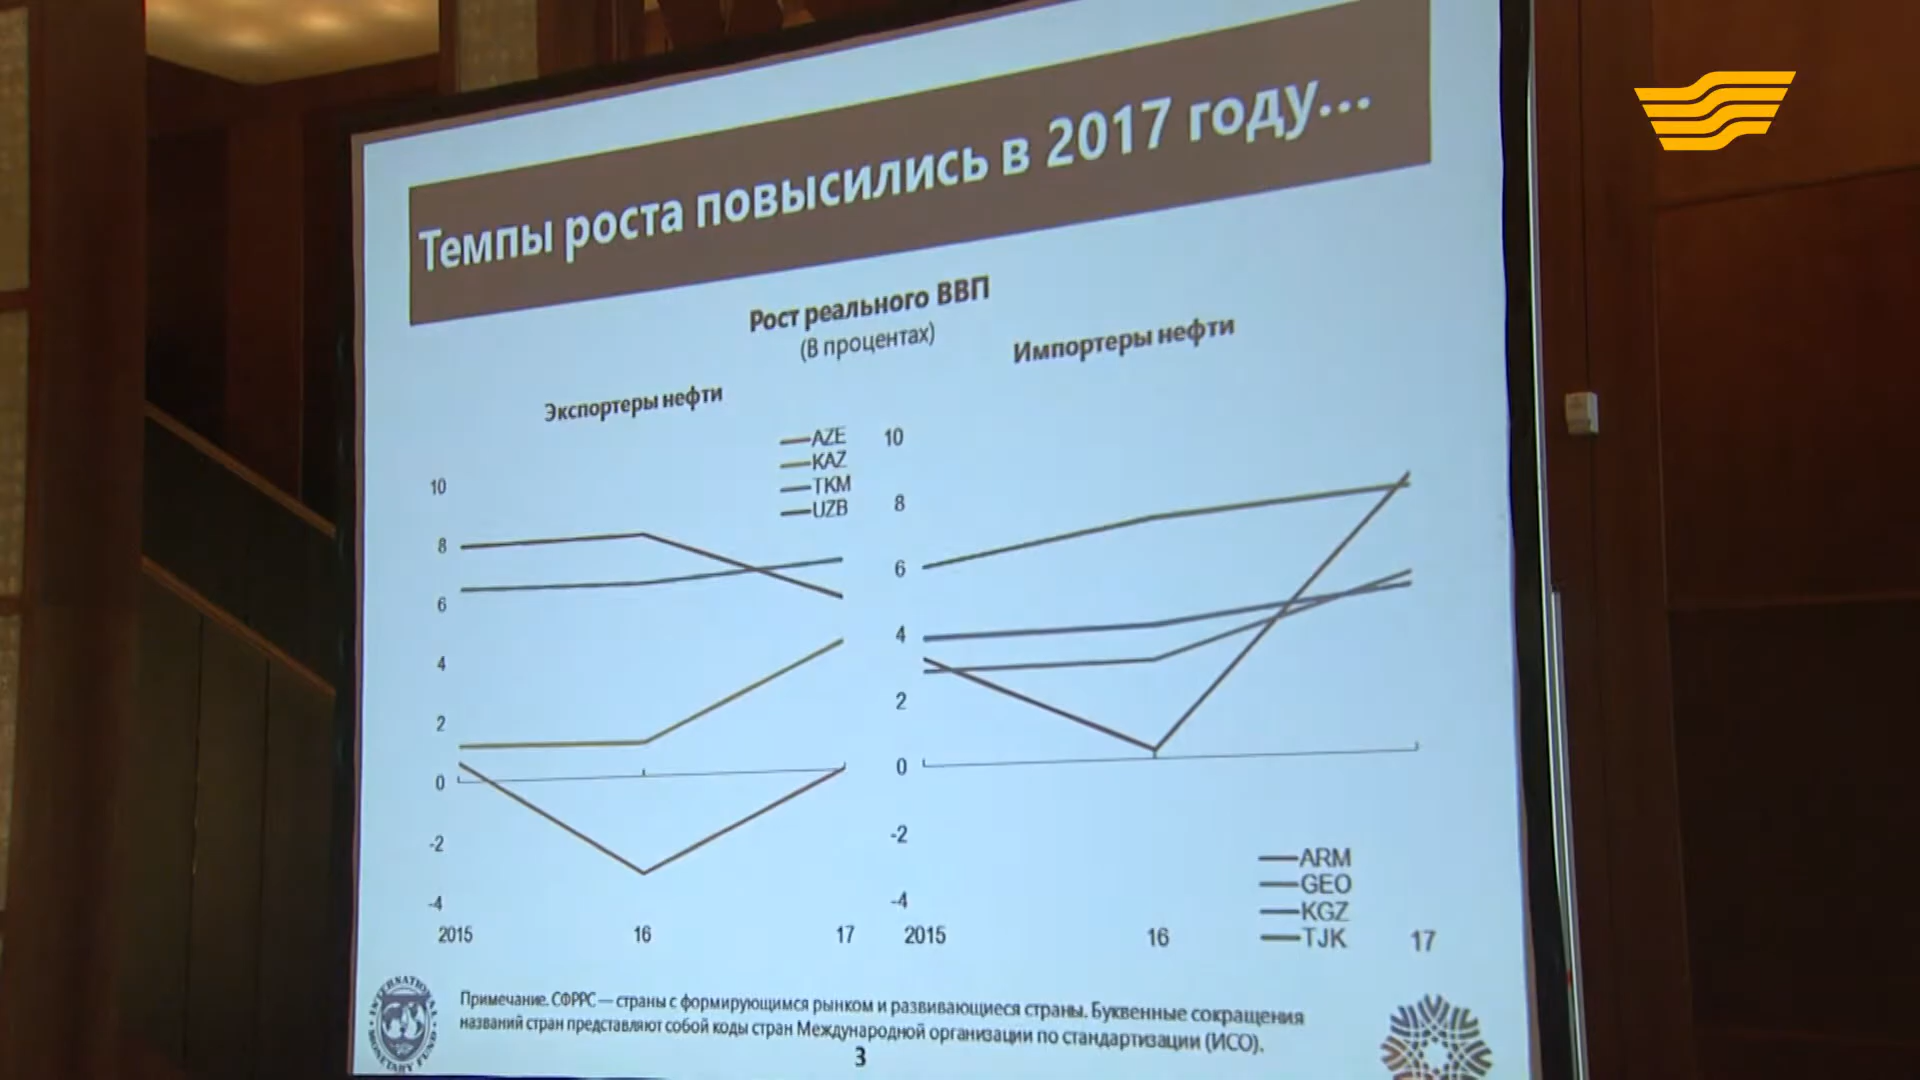 Темпы роста повысились в 2017 году...
Рост реального ВВП
(В процентах)
Экспортеры нефти
Импортеры нефти
AZE
KAZ
TKM
UZB
10
8
6
4
2
0
-2
-4
2015
16
17
10
8
6
4
2
0
-2
-4
ARM
GEO
KGZ
TJK
2015
16
17
Примечание. СФРРС — страны с формирующимся рынком и развивающиеся страны. Буквенные сокращения
названий стран представляют собой коды стран Международной организации по стандартизации (ИСО).
3
INTERNATIONAL
MONETARY FUND